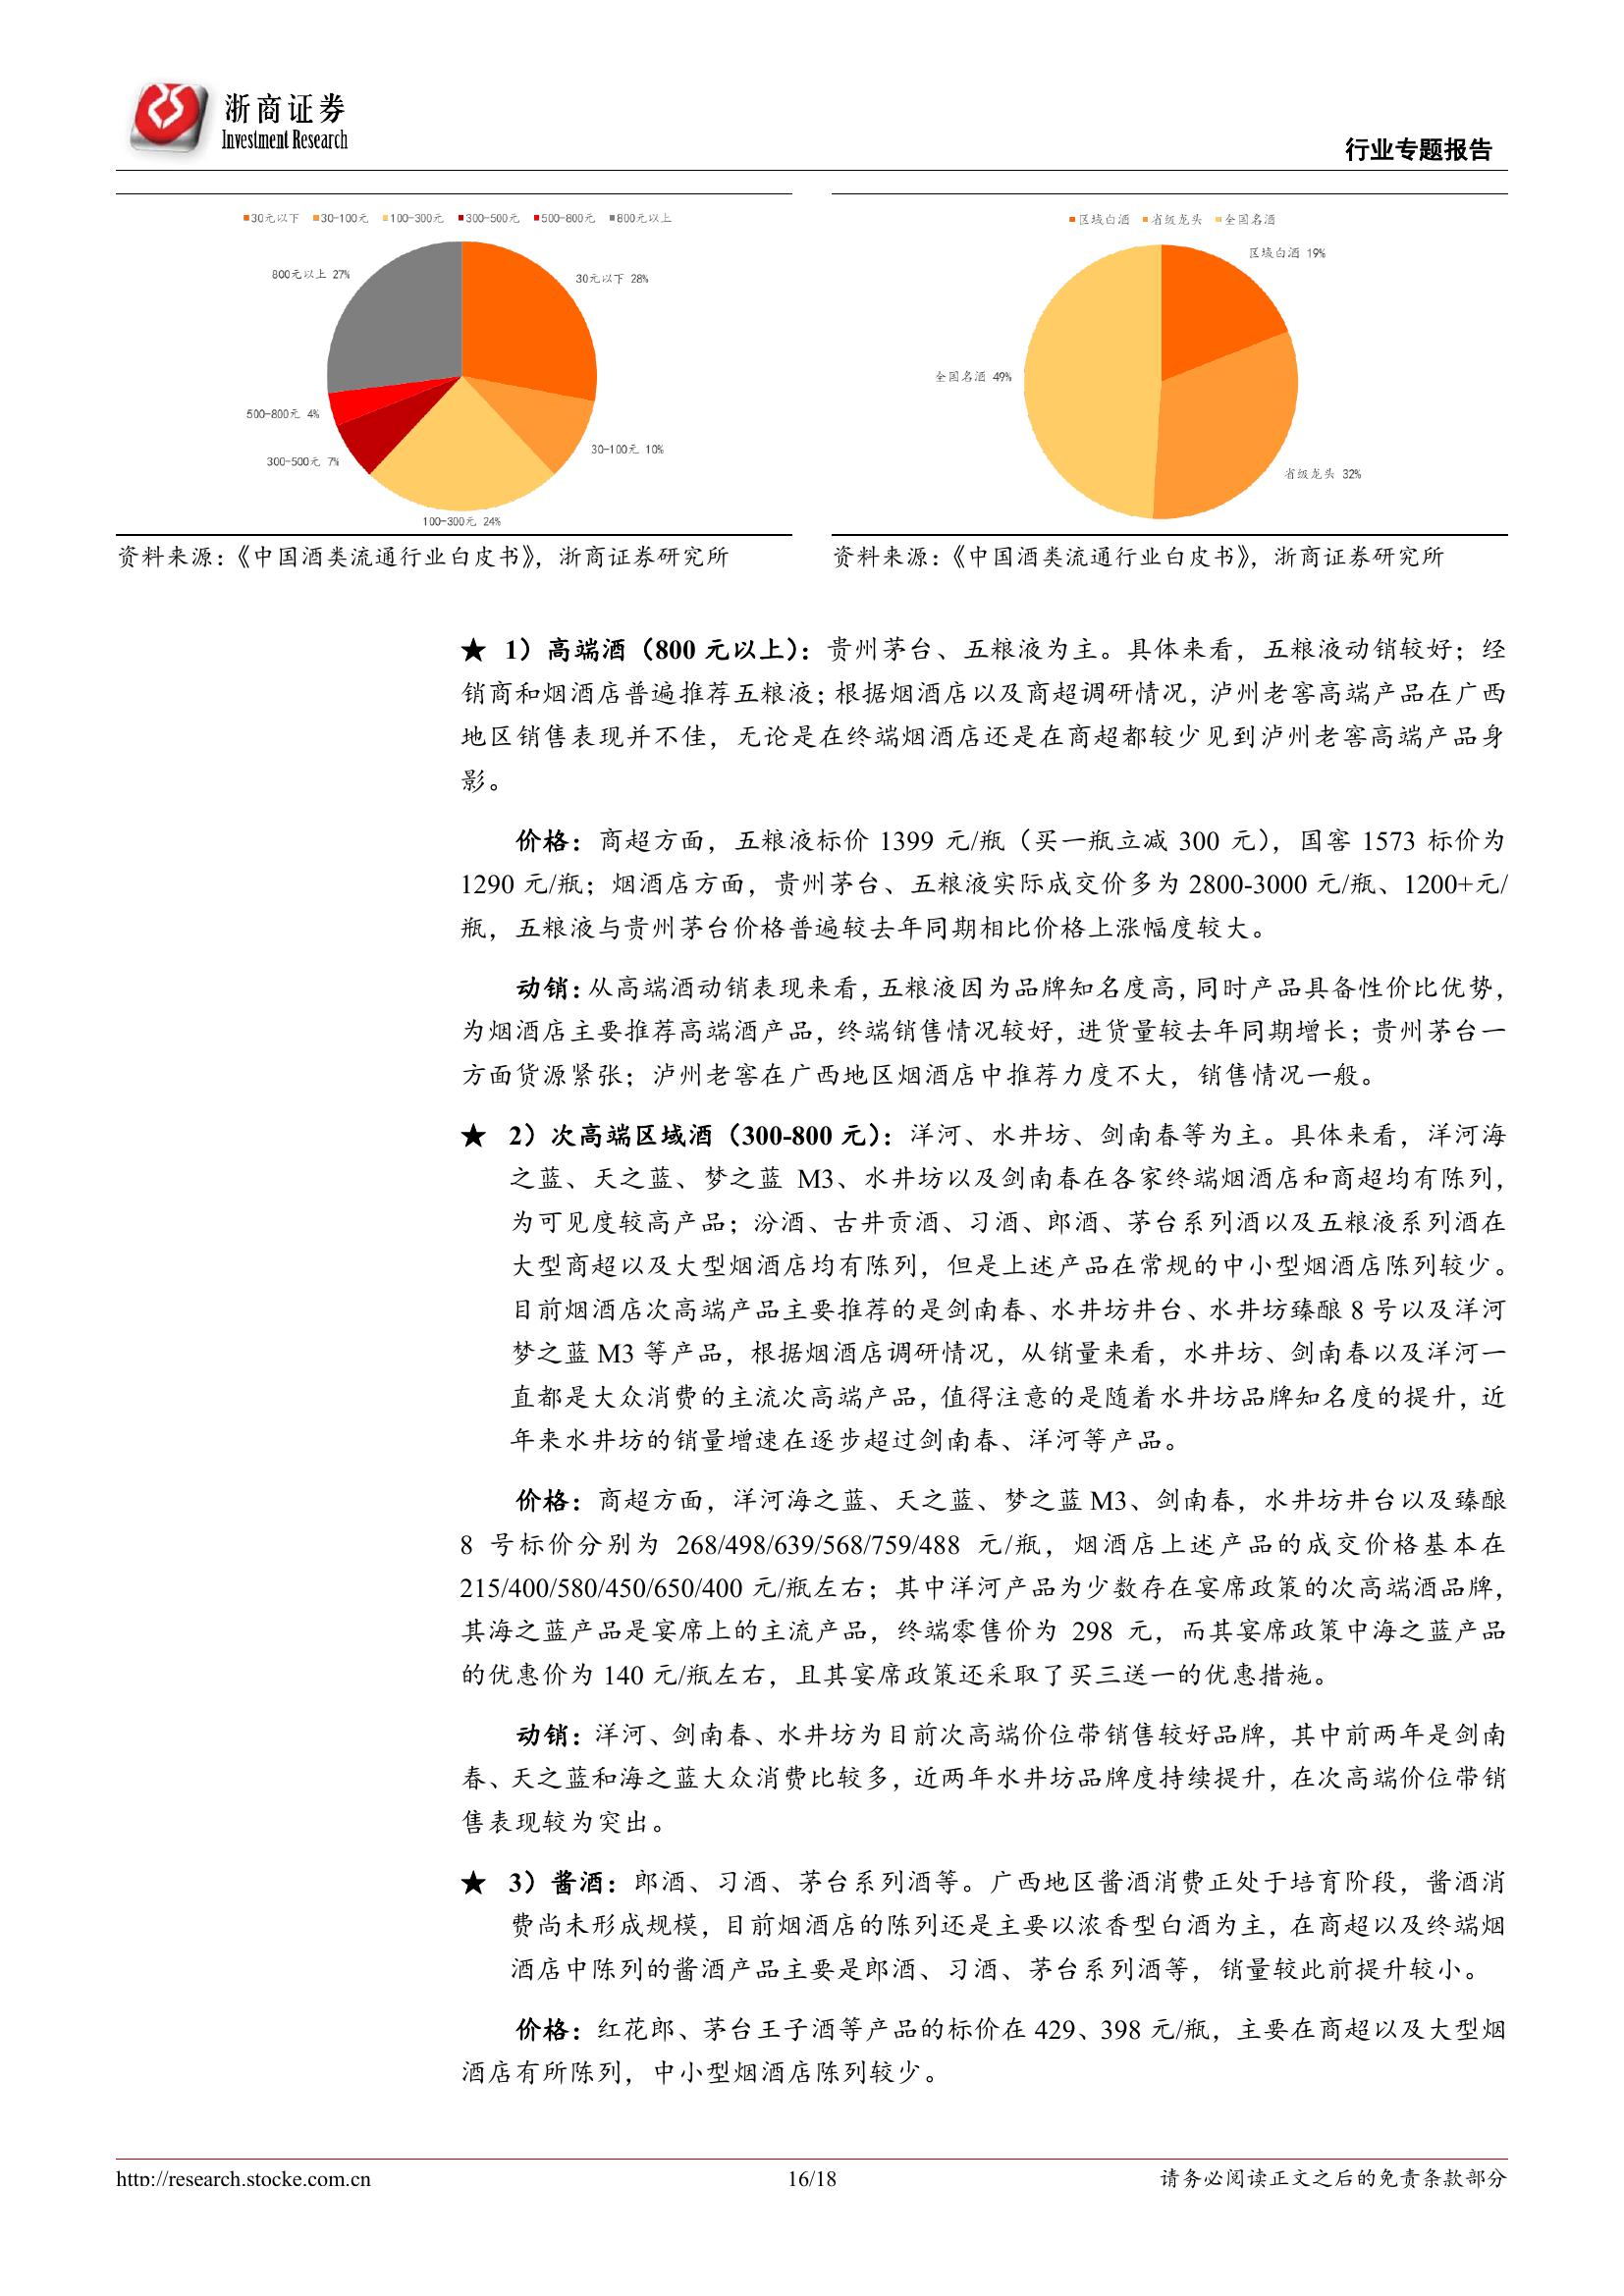 浙商证券
Investment Research
行业专题报告
30元以下 30-100元 100-300元 300-500元 500-800元 800元以上
800元以上 27%
30元以下 28%
500-800元 4%
300-500元 7%
30-100元 10%
100-300元 24%
区域白酒 省级龙头 全国名酒
区域白酒 19%
全国名酒 49%
省级龙头 32%
资料来源：《中国酒类流通行业白皮书》，浙商证券研究所
资料来源：《中国酒类流通行业白皮书》，浙商证券研究所
★ 1）高端酒（800 元以上）：贵州茅台、五粮液为主。具体来看，五粮液动销较好；经
销商和烟酒店普遍推荐五粮液；根据烟酒店以及商超调研情况，泸州老窖高端产品在广西
地区销售表现并不佳，无论是在终端烟酒店还是在商超都较少见到泸州老窖高端产品身
影。
价格：商超方面，五粮液标价 1399 元/瓶（买一瓶立减 300 元），国窖 1573 标价为
1290 元/瓶；烟酒店方面，贵州茅台、五粮液实际成交价多为 2800-3000 元/瓶、1200+元/
瓶，五粮液与贵州茅台价格普遍较去年同期相比价格上涨幅度较大。
动销：从高端酒动销表现来看，五粮液因为品牌知名度高，同时产品具备性价比优势，
为烟酒店主要推荐高端酒产品，终端销售情况较好，进货量较去年同期增长；贵州茅台一
方面货源紧张；泸州老窖在广西地区烟酒店中推荐力度不大，销售情况一般。
★ 2）次高端区域酒（300-800 元）：洋河、水井坊、剑南春等为主。具体来看，洋河海
之蓝、天之蓝、梦之蓝 M3、水井坊以及剑南春在各家终端烟酒店和商超均有陈列，
为可见度较高产品；汾酒、古井贡酒、习酒、郎酒、茅台系列酒以及五粮液系列酒在
大型商超以及大型烟酒店均有陈列，但是上述产品在常规的中小型烟酒店陈列较少。
目前烟酒店次高端产品主要推荐的是剑南春、水井坊井台、水井坊臻酿 8 号以及洋河
梦之蓝 M3 等产品，根据烟酒店调研情况，从销量来看，水井坊、剑南春以及洋河一
直都是大众消费的主流次高端产品，值得注意的是随着水井坊品牌知名度的提升，近
年来水井坊的销量增速在逐步超过剑南春、洋河等产品。
价格：商超方面，洋河海之蓝、天之蓝、梦之蓝 M3、剑南春，水井坊井台以及臻酿
8 号标价分别为 268/498/639/568/759/488 元/瓶，烟酒店上述产品的成交价格基本在
215/400/580/450/650/400 元/瓶左右；其中洋河产品为少数存在宴席政策的次高端酒品牌，
其海之蓝产品是宴席上的主流产品，终端零售价为 298 元，而其宴席政策中海之蓝产品
的优惠价为 140 元/瓶左右，且其宴席政策还采取了买三送一的优惠措施。
动销：洋河、剑南春、水井坊为目前次高端价位带销售较好品牌，其中前两年是剑南
春、天之蓝和海之蓝大众消费比较多，近两年水井坊品牌度持续提升，在次高端价位带销
售表现较为突出。
★ 3）酱酒：郎酒、习酒、茅台系列酒等。广西地区酱酒消费正处于培育阶段，酱酒消
费尚未形成规模，目前烟酒店的陈列还是主要以浓香型白酒为主，在商超以及终端烟
酒店中陈列的酱酒产品主要是郎酒、习酒、茅台系列酒等，销量较此前提升较小。
价格：红花郎、茅台王子酒等产品的标价在 429、398 元/瓶，主要在商超以及大型烟
酒店有所陈列，中小型烟酒店陈列较少。
http://research.stocke.com.cn
16/18
请务必阅读正文之后的免责条款部分